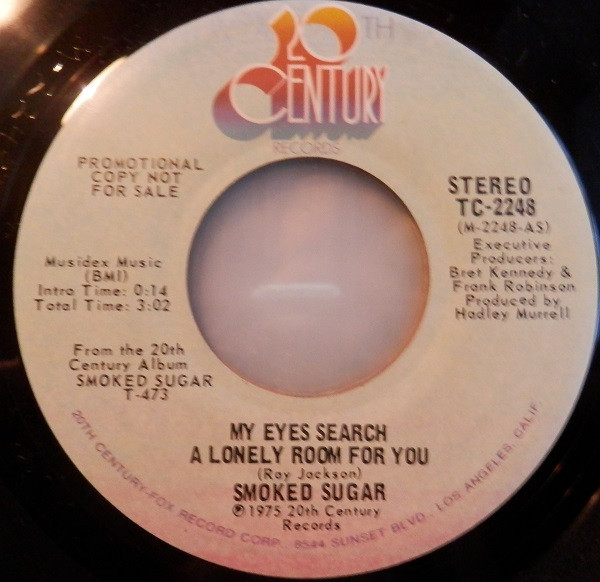 20TH
CENTURY
RECORDS
PROMOTIONAL
COPY NOT
FOR SALE
STEREO
TC-2248
(M-2248-AS)
Executive
Producers:
Bret Kennedy &
Frank Robinson
Produced by
Hadley Murrell
Musidex Music
(BMI)
Intro Time: 0:14
Total Time: 3:02
From the 20th
Century Album
SMOKED SUGAR
T-473
MY EYES SEARCH
A LONELY ROOM FOR YOU
(Ray Jackson)
SMOKED SUGAR
℗1975 20th Century
Records
20TH CENTURY-FOX RECORD CORP., 8544 SUNSET BLVD., LOS ANGELES, CALIF.